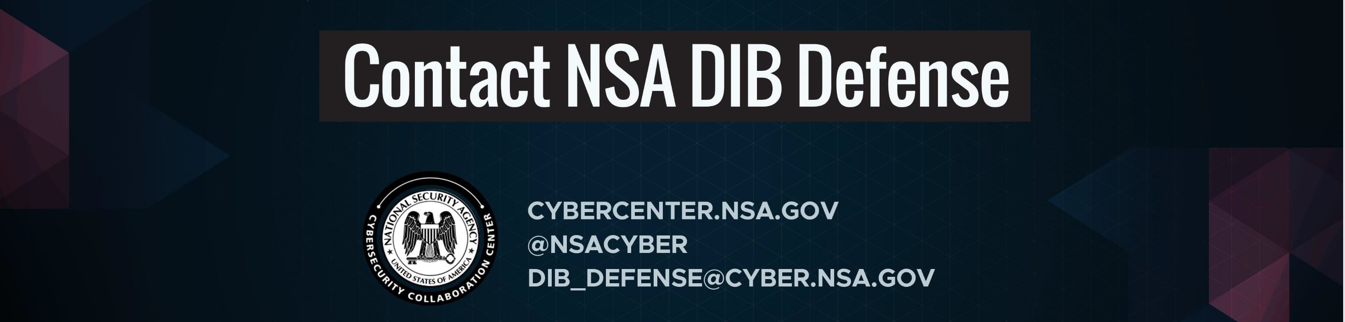 Contact NSA DIB Defense
NATIONAL SECURITY AGENCY
UNITED STATES OF AMERICA
CYBERSECURITY COLLABORATION CENTER
CYBERCENTER.NSA.GOV
@NSACYBER
DIB_DEFENSE@CYBER.NSA.GOV